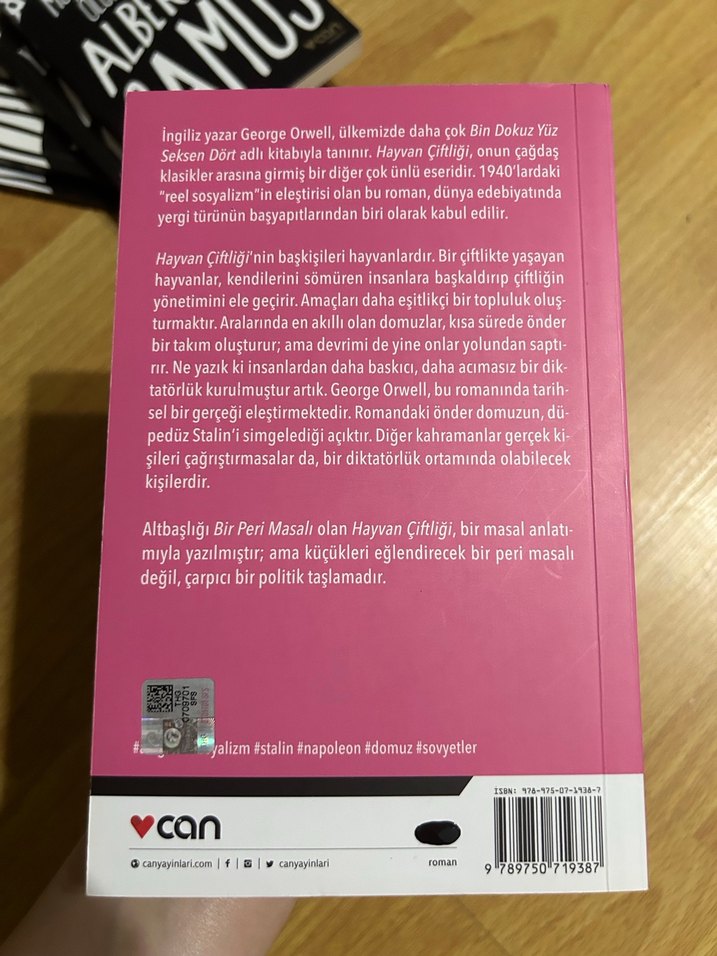 ALBER
CAMUS
can
İngiliz yazar George Orwell, ülkemizde daha çok Bin Dokuz Yüz
Seksen Dört adlı kitabıyla tanınır. Hayvan Çiftliği, onun çağdaş
klasikler arasına girmiş bir diğer çok ünlü eseridir. 1940'lardaki
"reel sosyalizm"in eleştirisi olan bu roman, dünya edebiyatında
yergi türünün başyapıtlarından biri olarak kabul edilir.
Hayvan Çiftliği'nin başkişileri hayvanlardır. Bir çiftlikte yaşayan
hayvanlar, kendilerini sömüren insanlara başkaldırıp çiftliğin
yönetimini ele geçirir. Amaçları daha eşitlikçi bir topluluk oluş-
turmaktır. Aralarında en akıllı olan domuzlar, kısa sürede önder
bir takım oluşturur; ama devrimi de yine onlar yolundan saptı-
rır. Ne yazık ki insanlardan daha baskıcı, daha acımasız bir dik-
tatörlük kurulmuştur artık. George Orwell, bu romanında tarih-
sel bir gerçeği eleştirmektedir. Romandaki önder domuzun, dü-
pedüz Stalin'i simgelediği açıktır. Diğer kahramanlar gerçek ki-
şileri çağrıştırmasalar da, bir diktatörlük ortamında olabilecek
kişilerdir.
Altbaşlığı Bir Peri Masalı olan Hayvan Çiftliği, bir masal anlatı-
mıyla yazılmıştır; ama küçükleri eğlendirecek bir peri masalı
değil, çarpıcı bir politik taşlamadır.
THG
0709701
SFS
yalizm #stalin #napoleon #domuz #sovyetler
can
canyayinlari.com | f | canyayinlari
roman
İSBN: 978-975-07-1938-7
9 789750 719387